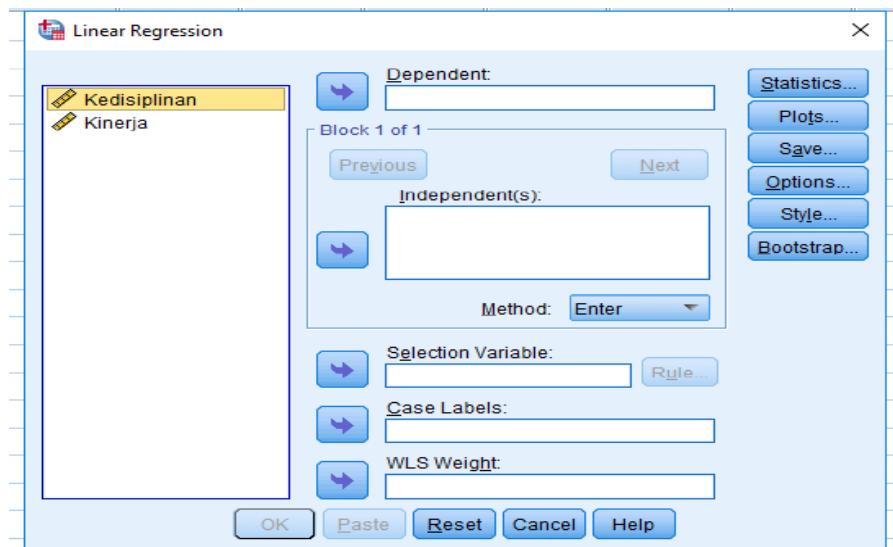 Linear Regression
Kedisiplinan
Kinerja
Dependent:
Block 1 of 1
Previous
Next
Independent(s):
Method: Enter
Selection Variable:
Rule...
Case Labels:
WLS Weight:
Statistics...
Plots...
Save...
Options...
Style...
Bootstrap...
OK Paste Reset Cancel Help